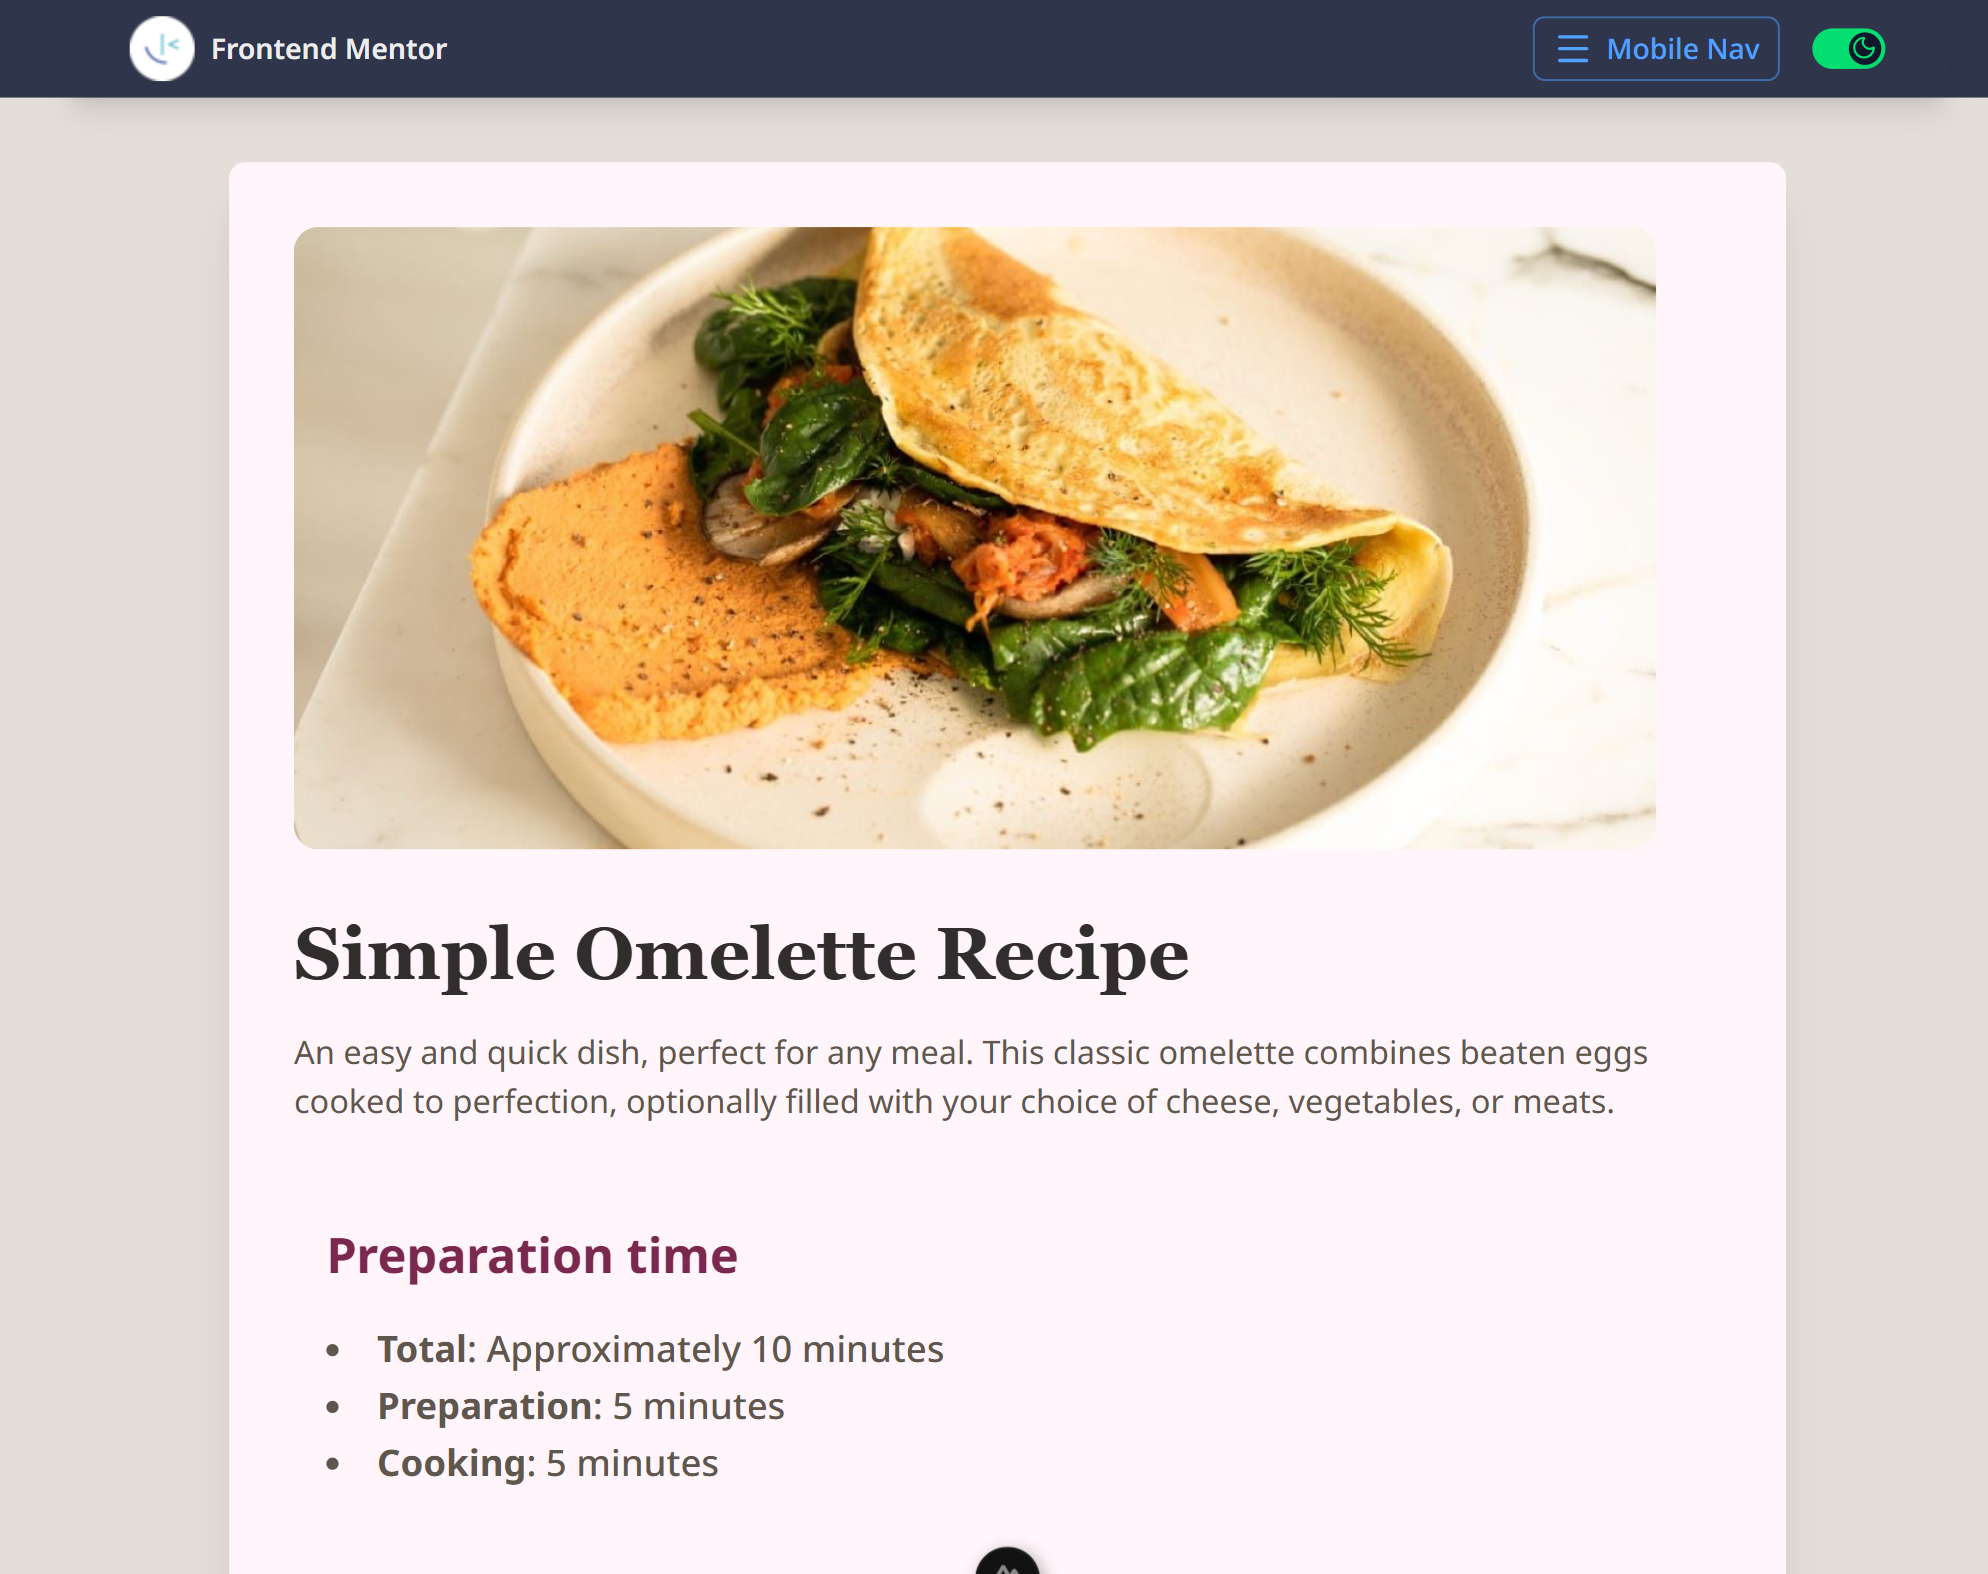 Frontend Mentor
Mobile Nav
Simple Omelette Recipe
An easy and quick dish, perfect for any meal. This classic omelette combines beaten eggs
cooked to perfection, optionally filled with your choice of cheese, vegetables, or meats.
Preparation time
• Total: Approximately 10 minutes
• Preparation: 5 minutes
• Cooking: 5 minutes